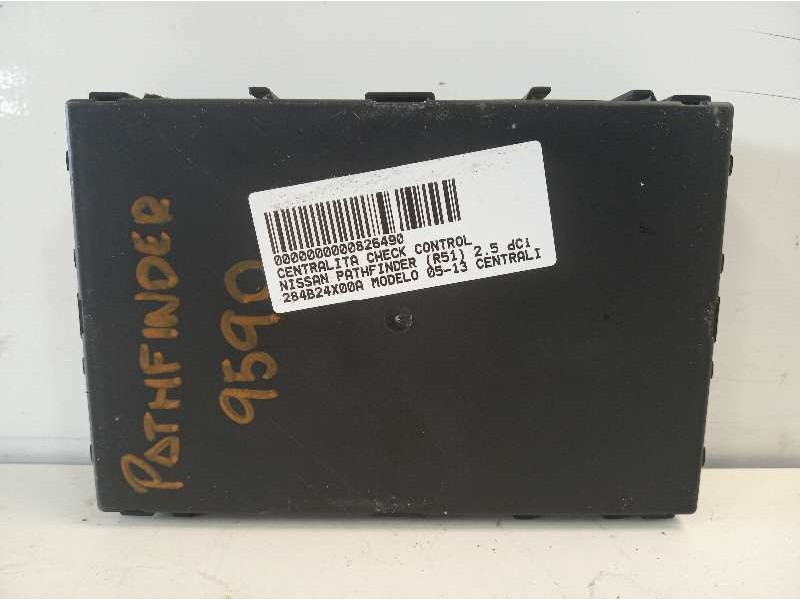 0000000000826490
CENTRALITA CHECK CONTROL
NISSAN PATHFINDER (R51) 2.5 dCi
284B24X00A MODELO 05-13 CENTRALI
PATHFINDER
9590